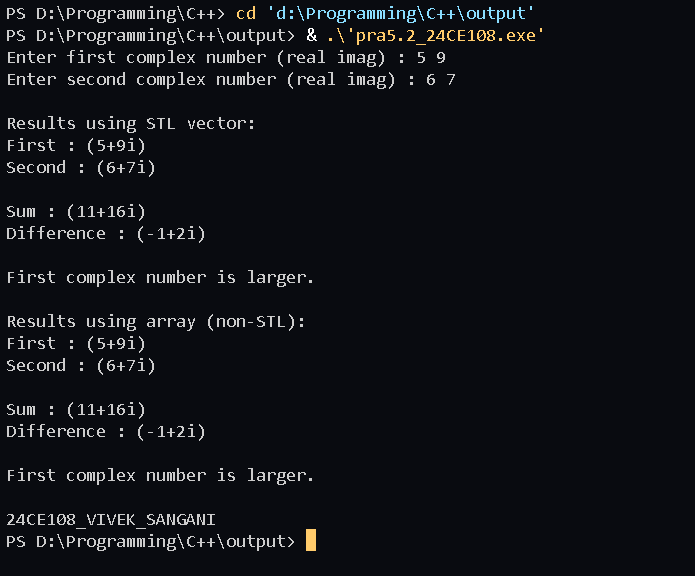 PS D:\Programming\C++> cd 'd:\Programming\C++\output'
PS D:\Programming\C++\output> & .\'pra5.2_24CE108.exe'
Enter first complex number (real imag) : 5 9
Enter second complex number (real imag) : 6 7
Results using STL vector:
First : (5+9i)
Second : (6+7i)
Sum : (11+16i)
Difference : (-1+2i)
First complex number is larger.
Results using array (non-STL):
First : (5+9i)
Second : (6+7i)
Sum : (11+16i)
Difference : (-1+2i)
First complex number is larger.
24CE108_VIVEK_SANGANI
PS D:\Programming\C++\output>